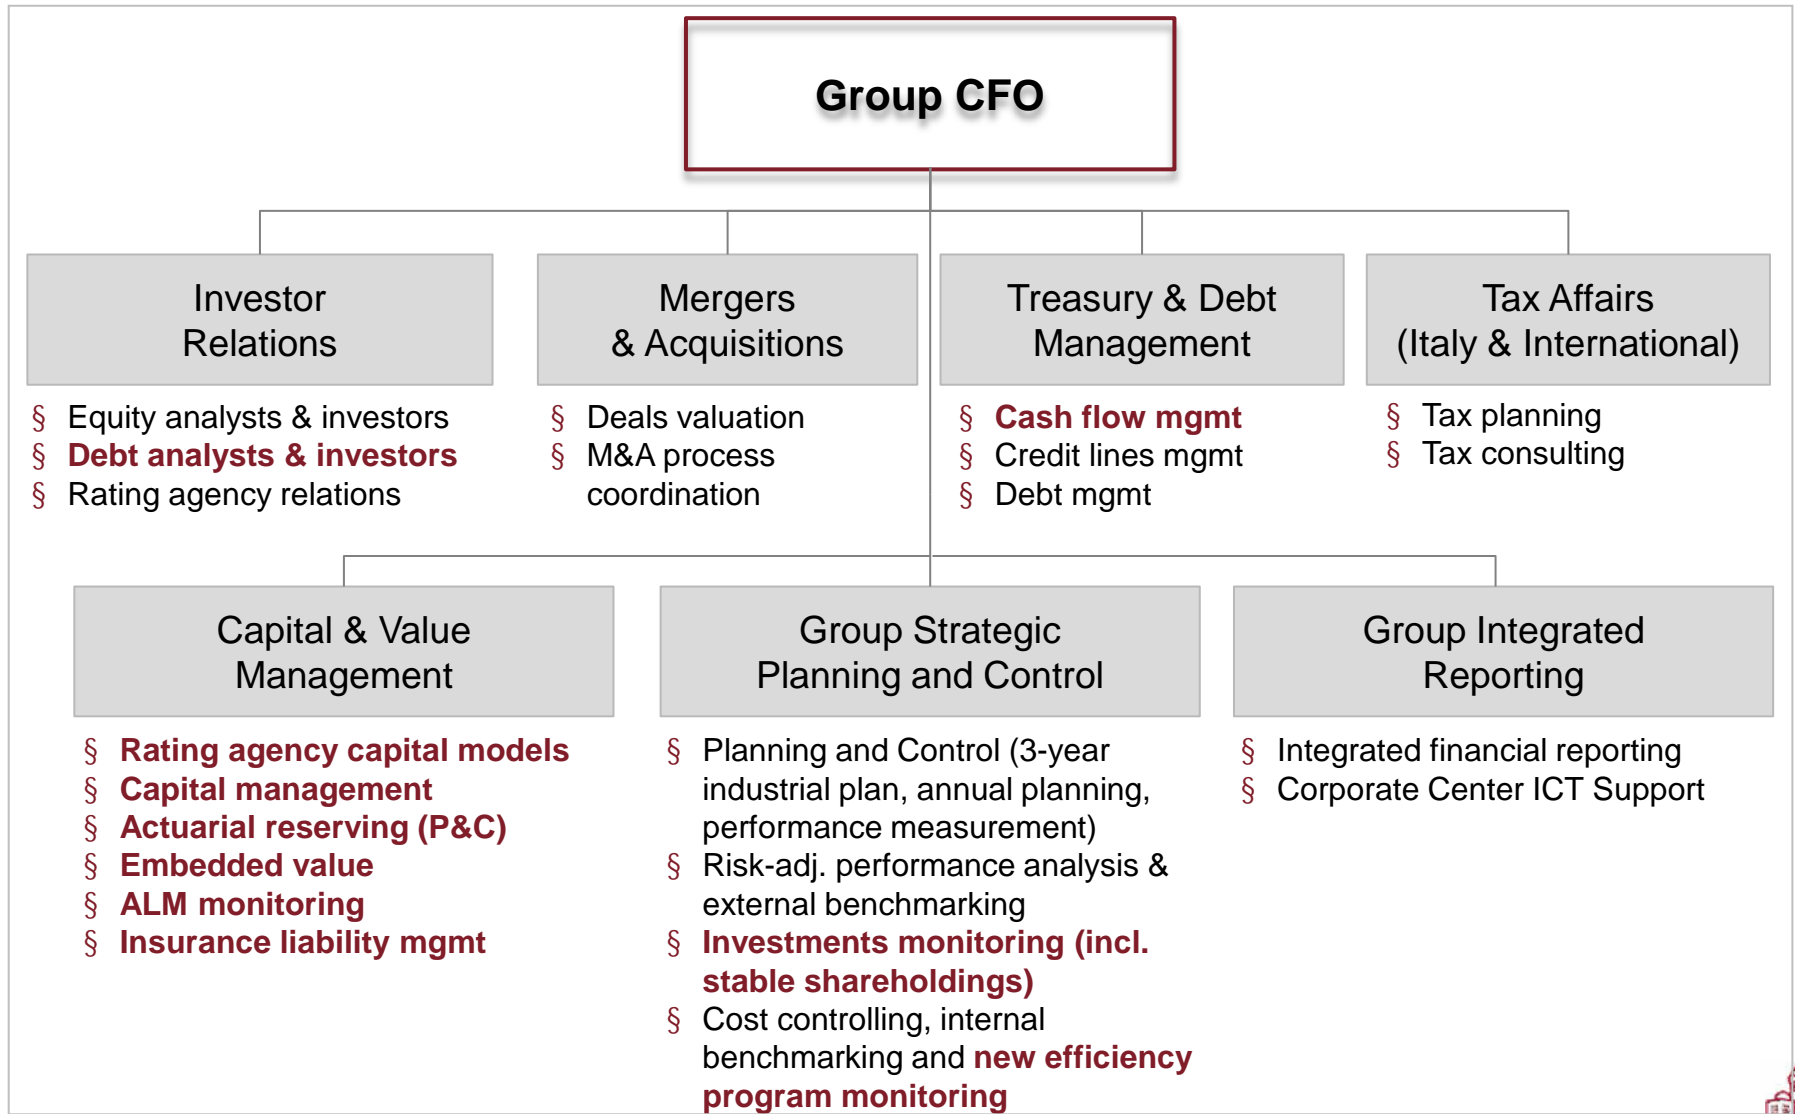 Group CFO
Investor
Relations
Mergers
& Acquisitions
Treasury & Debt
Management
Tax Affairs
(Italy & International)
§ Equity analysts & investors
§ Debt analysts & investors
§ Rating agency relations
§ Deals valuation
§ M&A process
coordination
§ Cash flow mgmt
§ Credit lines mgmt
§ Debt mgmt
§ Tax planning
§ Tax consulting
Capital & Value
Management
Group Strategic
Planning and Control
Group Integrated
Reporting
§ Rating agency capital models
§ Capital management
§ Actuarial reserving (P&C)
§ Embedded value
§ ALM monitoring
§ Insurance liability mgmt
§ Planning and Control (3-year
industrial plan, annual planning,
performance measurement)
§ Risk-adj. performance analysis &
external benchmarking
§ Investments monitoring (incl.
stable shareholdings)
§ Cost controlling, internal
benchmarking and new efficiency
program monitoring
§ Integrated financial reporting
§ Corporate Center ICT Support